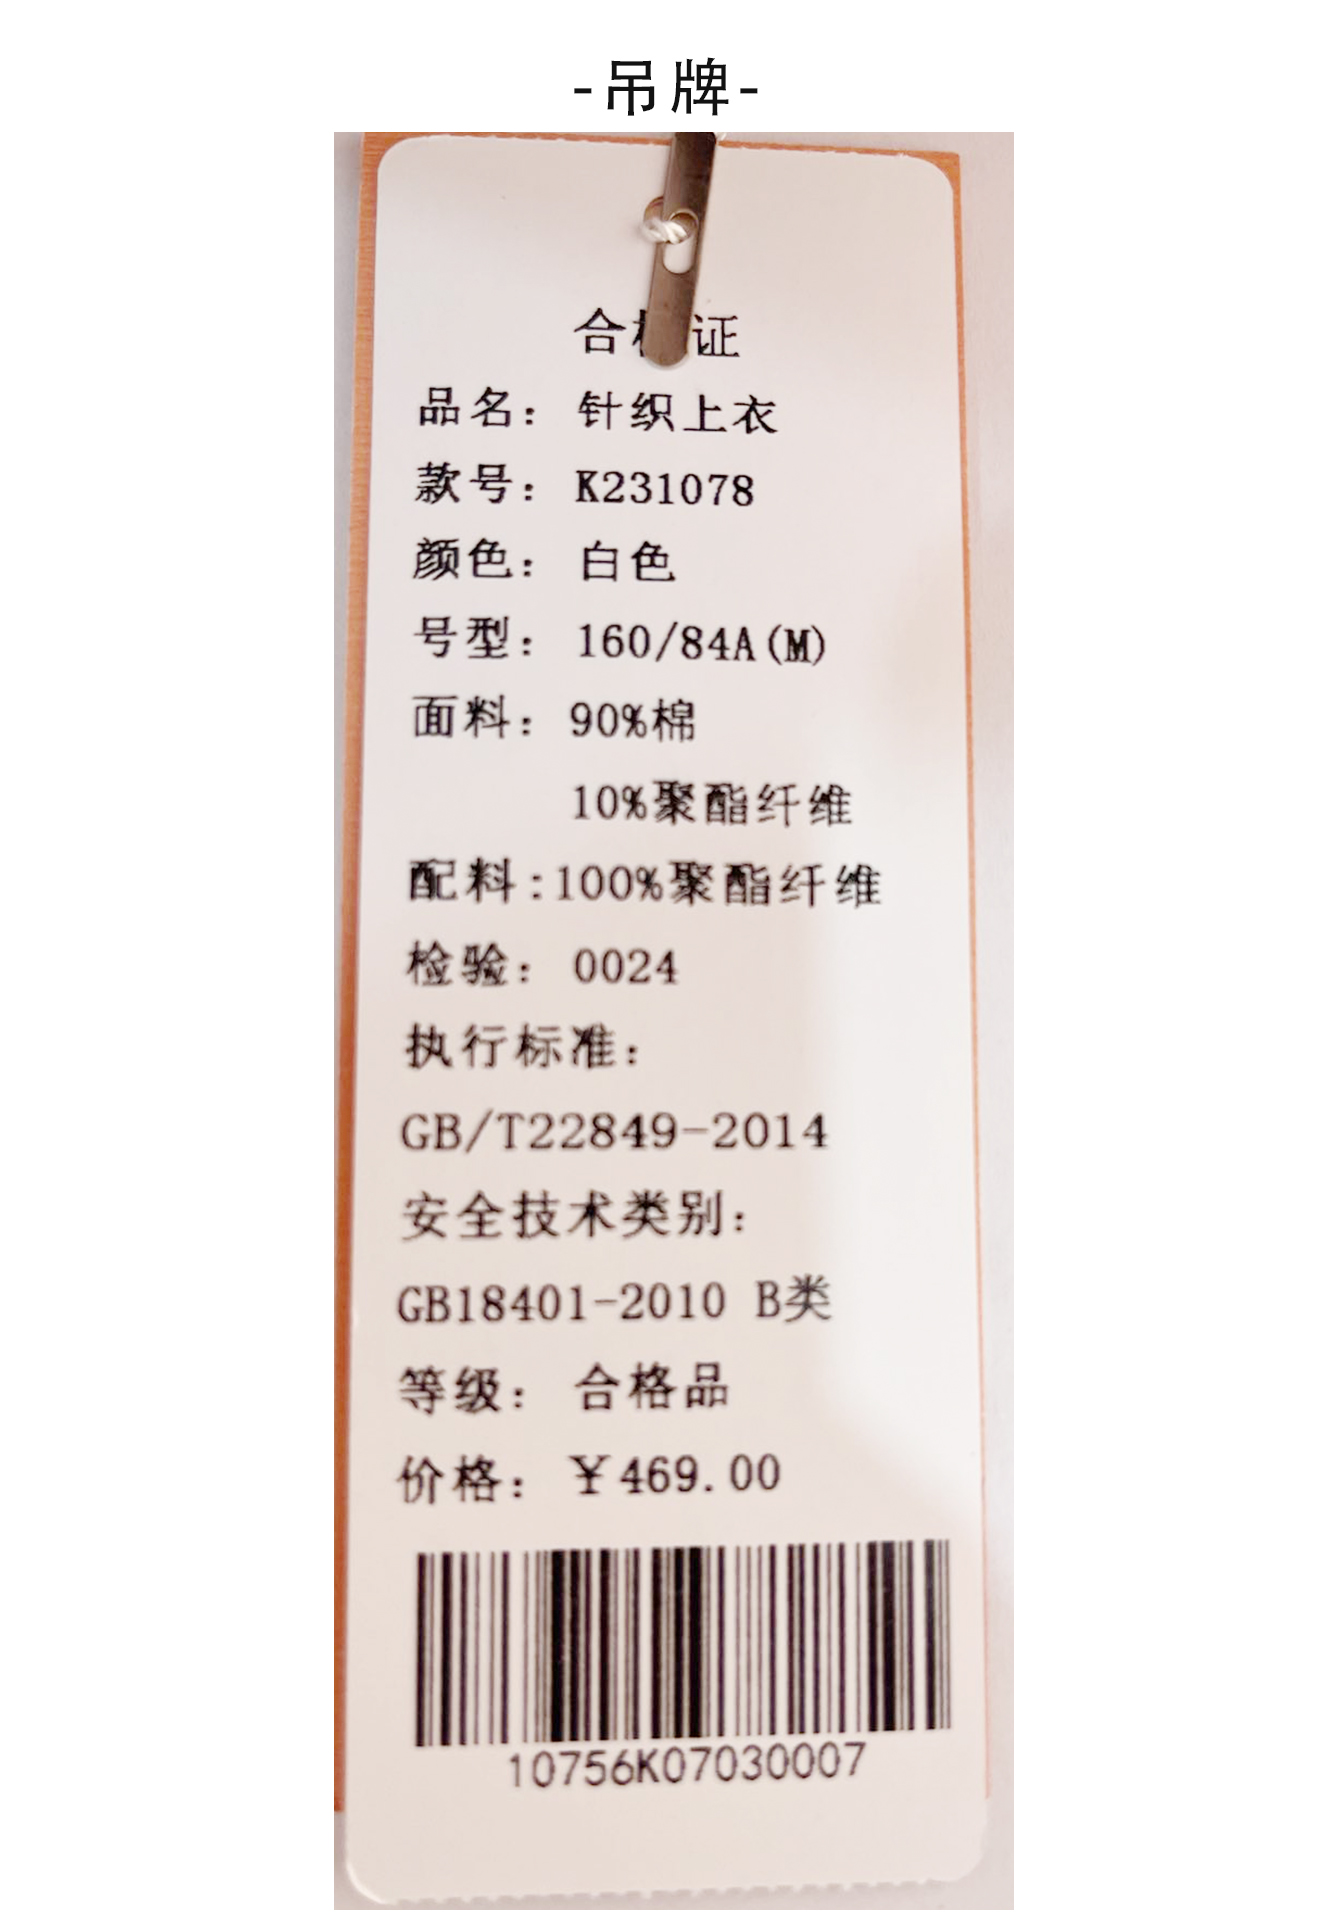 -吊牌-
合 证
品名：针织上衣
款号：K231078
颜色：白色
号型：160/84A(M)
面料：90%棉
10%聚酯纤维
配料:100%聚酯纤维
检验：0024
执行标准：
GB/T22849-2014
安全技术类别：
GB18401-2010 B类
等级：合格品
价格：￥469.00
10756K07030007